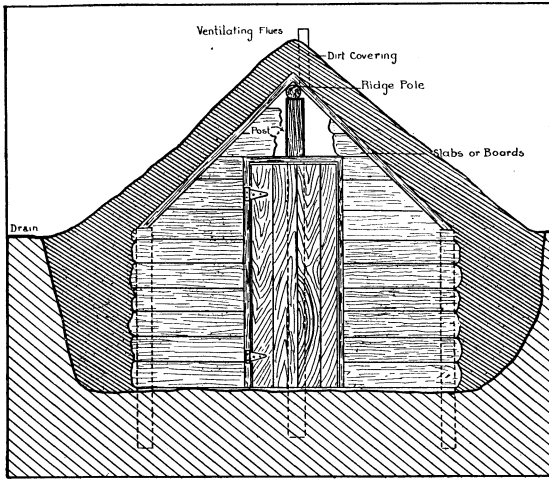 Ventilating Flues
Dirt Covering
Ridge Pole
Post
Slabs or Boards
Drain